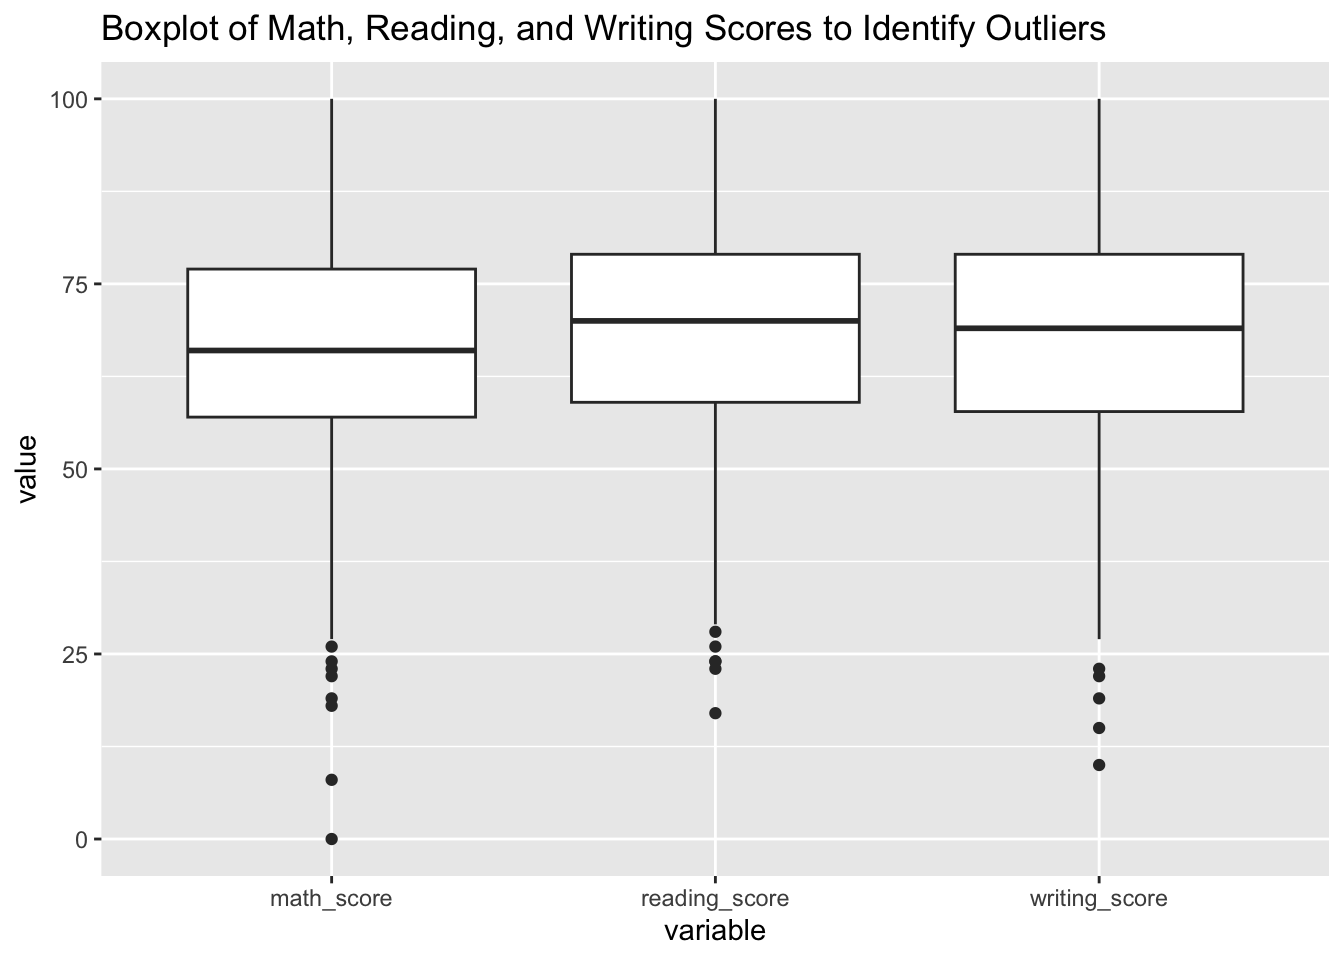 Boxplot of Math, Reading, and Writing Scores to Identify Outliers
100
75
50
25
0
value
math_score reading_score writing_score
variable